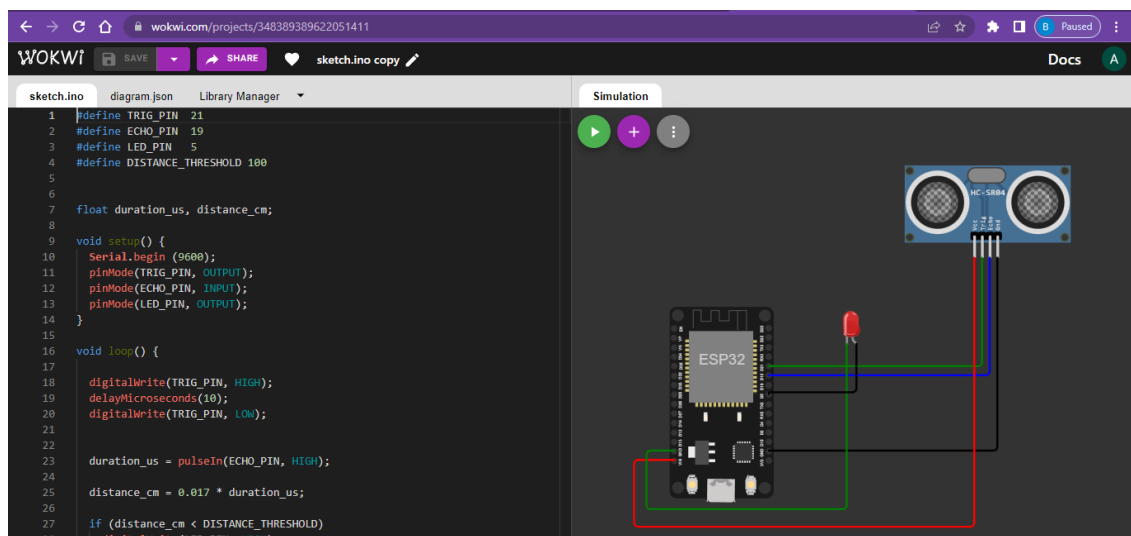 wokwi.com/projects/348389389622051411
B Paused
WOKWi SAVE SHARE sketch.ino copy Docs A
sketch.ino diagram.json Library Manager Simulation
1 #define TRIG_PIN 21
2 #define ECHO_PIN 19
3 #define LED_PIN 5
4 #define DISTANCE_THRESHOLD 100
5
6
7 float duration_us, distance_cm;
8
9 void setup() {
10 Serial.begin (9600);
11 pinMode(TRIG_PIN, OUTPUT);
12 pinMode(ECHO_PIN, INPUT);
13 pinMode(LED_PIN, OUTPUT);
14 }
15
16 void loop() {
17
18 digitalWrite(TRIG_PIN, HIGH);
19 delayMicroseconds(10);
20 digitalWrite(TRIG_PIN, LOW);
21
22
23 duration_us = pulseIn(ECHO_PIN, HIGH);
24
25 distance_cm = 0.017 * duration_us;
26
27 if (distance_cm < DISTANCE_THRESHOLD)
HC-SR04
Vcc
Trig
Echo
Gnd
ESP32